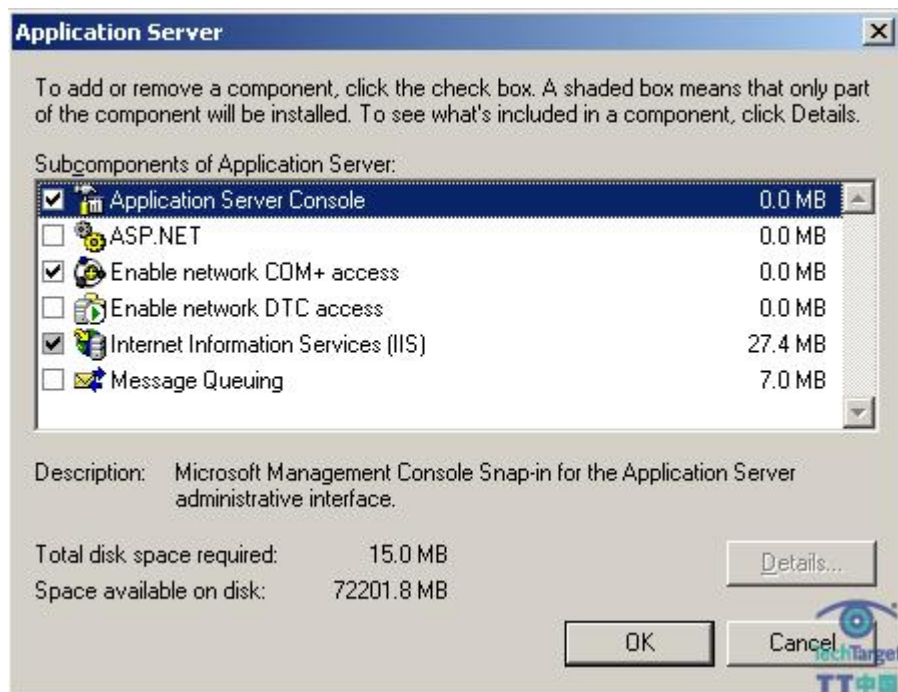 Application Server
To add or remove a component, click the check box. A shaded box means that only part
of the component will be installed. To see what's included in a component, click Details.
Subcomponents of Application Server:
Application Server Console 0.0 MB
ASP.NET 0.0 MB
Enable network COM+ access 0.0 MB
Enable network DTC access 0.0 MB
Internet Information Services (IIS) 27.4 MB
Message Queuing 7.0 MB
Description: Microsoft Management Console Snap-in for the Application Server
administrative interface.
Total disk space required: 15.0 MB
Details...
Space available on disk: 72201.8 MB
OK Cancel
TechTarget
TT中国